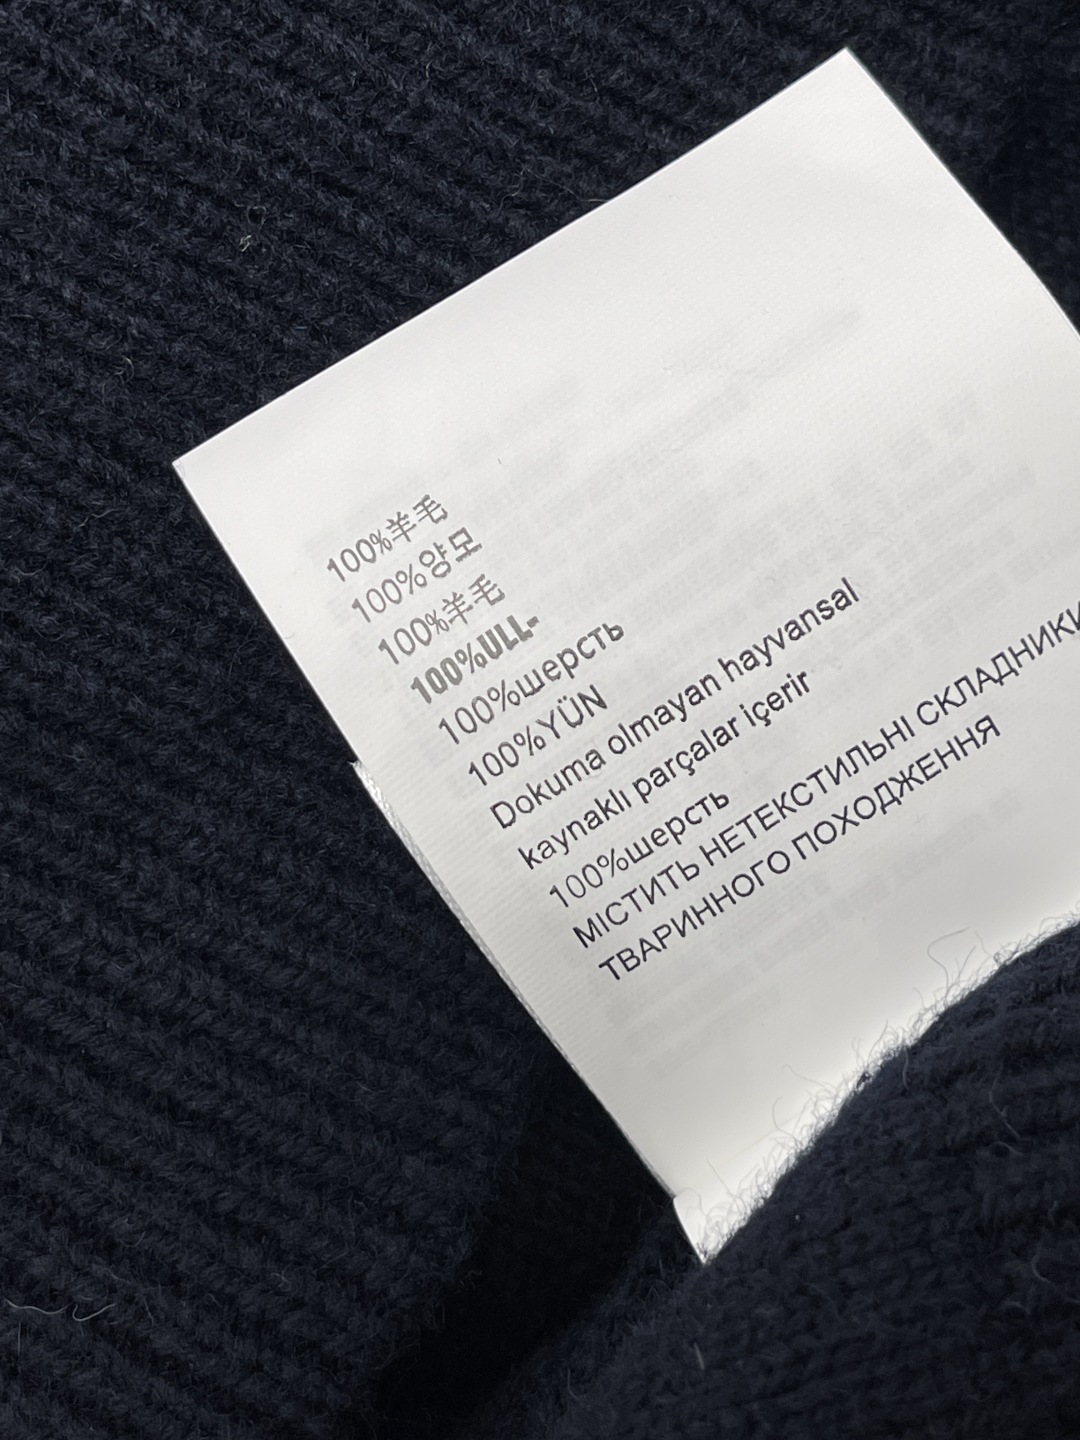 100%羊毛
100%양모
100%羊毛
100%ULL-
100%шерсть
100%YÜN
Dokuma olmayan hayvansal
kaynaklı parçalar içerir
100%шерсть
МІСТИТЬ НЕТЕКСТИЛЬНІ СКЛАДНИКИ
ТВАРИННОГО ПОХОДЖЕННЯ